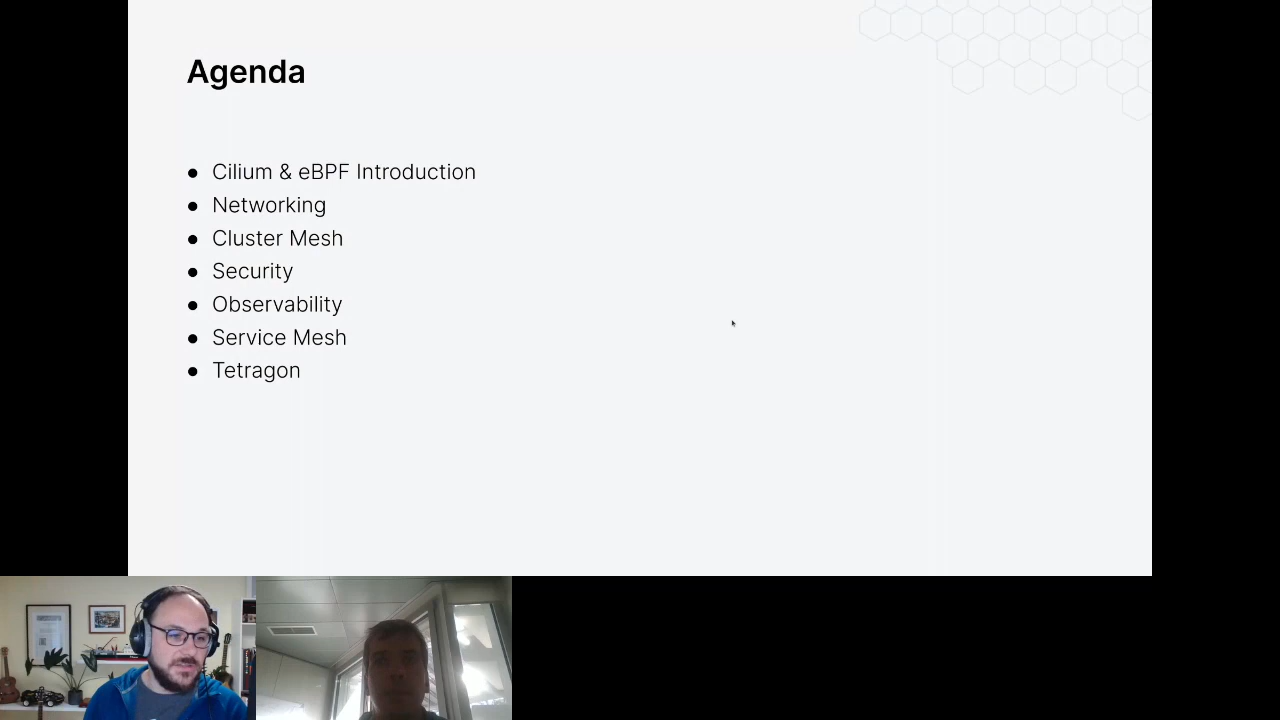 Agenda
● Cilium & eBPF Introduction
● Networking
● Cluster Mesh
● Security
● Observability
● Service Mesh
● Tetragon